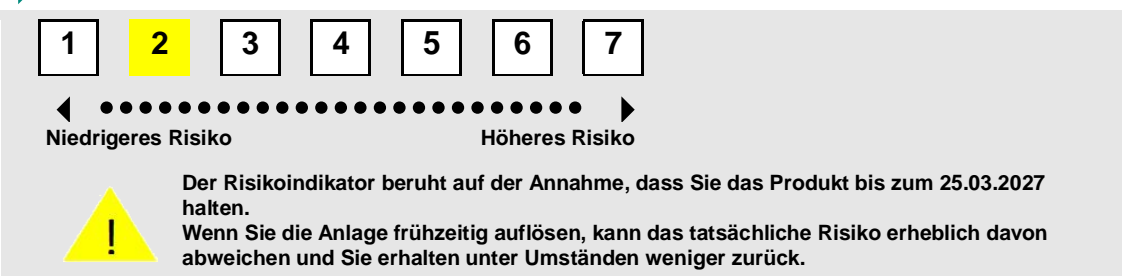 1 2 3 4 5 6 7
Niedrigeres Risiko Höheres Risiko
Der Risikoindikator beruht auf der Annahme, dass Sie das Produkt bis zum 25.03.2027
halten.
Wenn Sie die Anlage frühzeitig auflösen, kann das tatsächliche Risiko erheblich davon
abweichen und Sie erhalten unter Umständen weniger zurück.
!